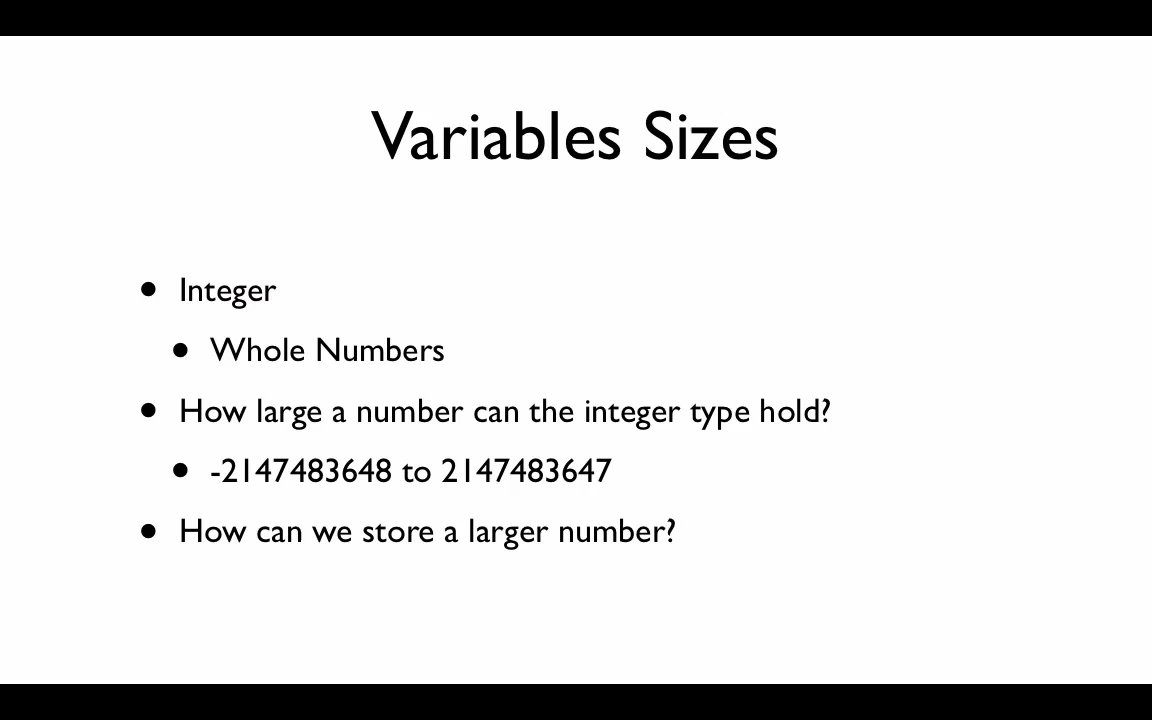 Variables Sizes
• Integer
• Whole Numbers
• How large a number can the integer type hold?
• -2147483648 to 2147483647
• How can we store a larger number?